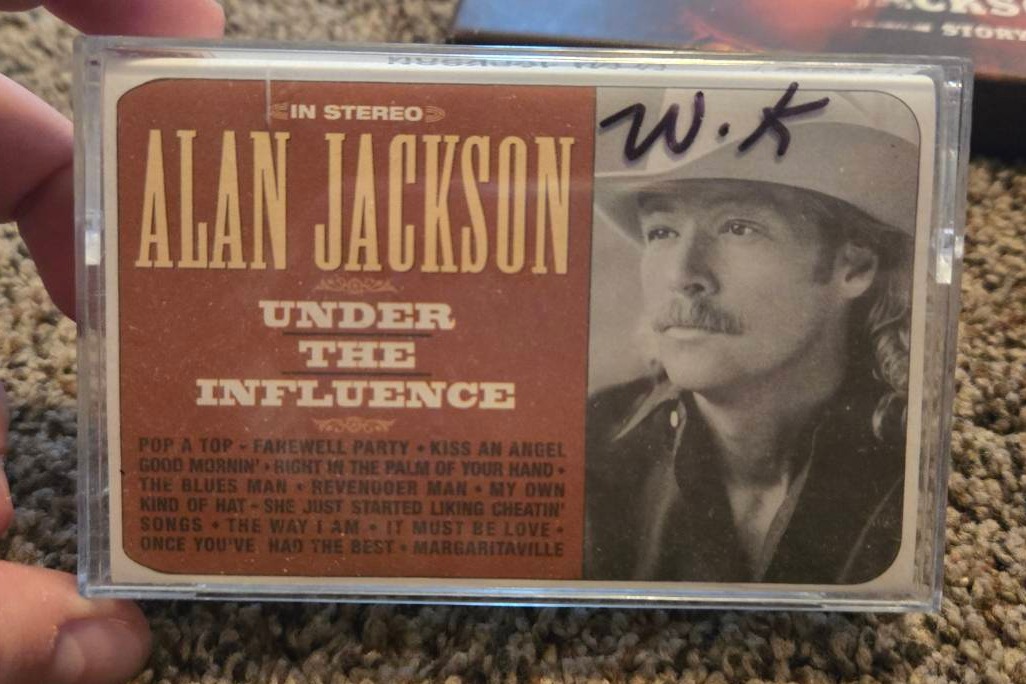 JACKSO
STORY
IN STEREO
W.K
ALAN JACKSON
UNDER
THE
INFLUENCE
POP A TOP • FAREWELL PARTY • KISS AN ANGEL
GOOD MORNIN' • RIGHT IN THE PALM OF YOUR HAND •
THE BLUES MAN • REVENOOER MAN • MY OWN
KIND OF HAT • SHE JUST STARTED LIKING CHEATIN'
SONGS • THE WAY I AM • IT MUST BE LOVE •
ONCE YOU'VE HAD THE BEST • MARGARITAVILLE